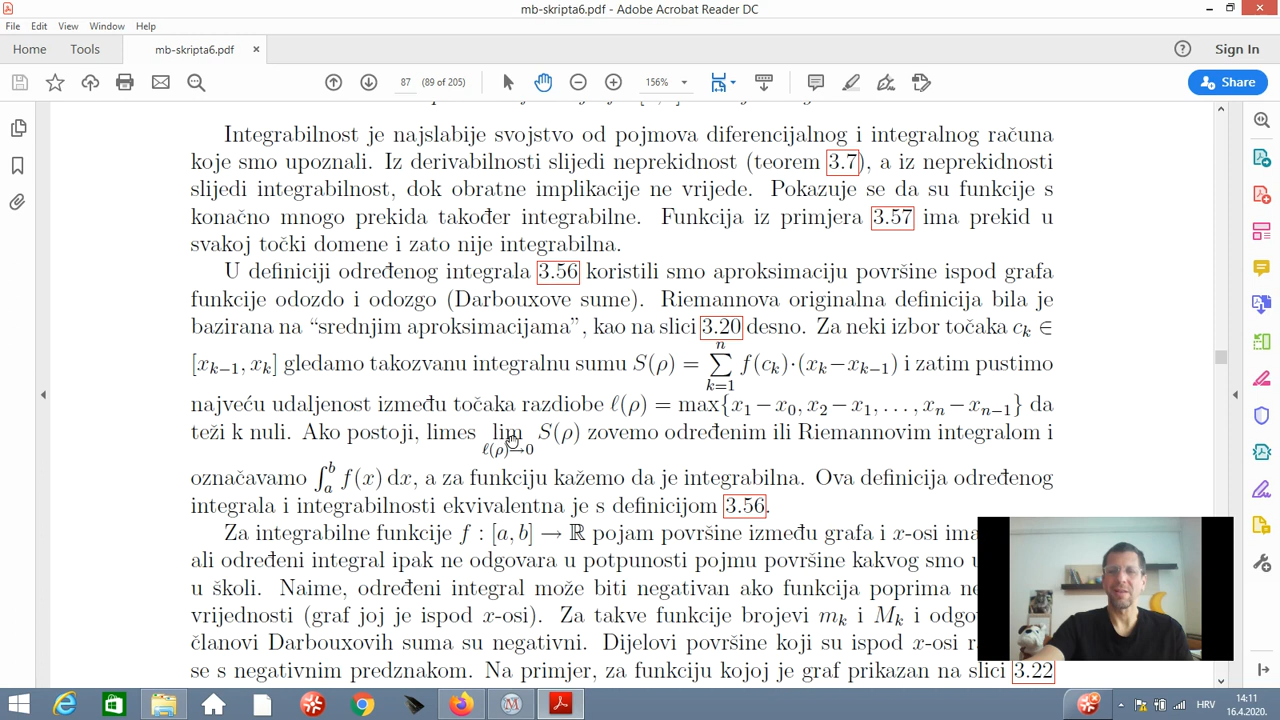 mb-skripta6.pdf - Adobe Acrobat Reader DC
File Edit View Window Help
Home Tools mb-skripta6.pdf × Sign In
87 (89 of 205) 156% Share
Integrabilnost je najslabije svojstvo od pojmova diferencijalnog i integralnog računa
koje smo upoznali. Iz derivabilnosti slijedi neprekidnost (teorem 3.7), a iz neprekidnosti
slijedi integrabilnost, dok obratne implikacije ne vrijede. Pokazuje se da su funkcije s
konačno mnogo prekida također integrabilne. Funkcija iz primjera 3.57 ima prekid u
svakoj točki domene i zato nije integrabilna.
U definiciji određenog integrala 3.56 koristili smo aproksimaciju površine ispod grafa
funkcije odozdo i odozgo (Darbouxove sume). Riemannova originalna definicija bila je
bazirana na “srednjim aproksimacijama”, kao na slici 3.20 desno. Za neki izbor točaka c_k ∈
[x_{k−1}, x_k] gledamo takozvanu integralnu sumu S(ρ) = ∑_{k=1}^{n} f(c_k)·(x_k−x_{k−1}) i zatim pustimo
najveću udaljenost između točaka razdiobe ℓ(ρ) = max{x_1−x_0, x_2−x_1, …, x_n−x_{n−1}} da
teži k nuli. Ako postoji, limes lim_{ℓ(ρ)→0} S(ρ) zovemo određenim ili Riemannovim integralom i
označavamo ∫_a^b f(x) dx, a za funkciju kažemo da je integrabilna. Ova definicija određenog
integrala i integrabilnosti ekvivalentna je s definicijom 3.56.
Za integrabilne funkcije f : [a, b] → ℝ pojam površine između grafa i x-osi
ali određeni integral ipak ne odgovara u potpunosti pojmu površine kakvog smo
u školi. Naime, određeni integral može biti negativan ako funkcija poprima
vrijednosti (graf joj je ispod x-osi). Za takve funkcije brojevi m_k i M_k i
članovi Darbouxovih suma su negativni. Dijelovi površine koji su ispod x-osi
se s negativnim predznakom. Na primjer, za funkciju kojoj je graf prikazan na slici 3.22
HRV 14:11
16.4.2020.